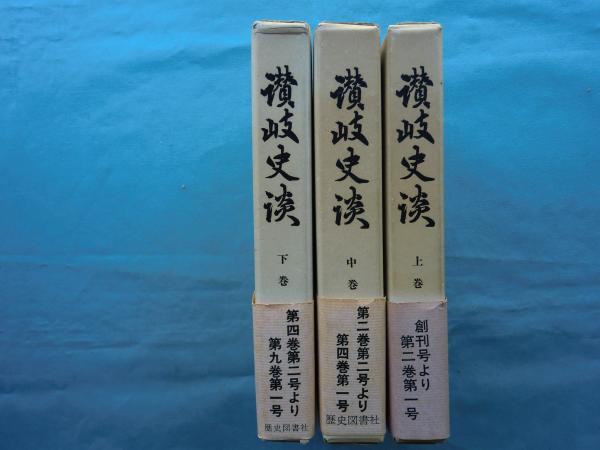 讃岐史談
上巻
創刊号より
第二巻第一号
讃岐史談
中巻
第二巻第二号より
第四巻第一号
歴史図書社
讃岐史談
下巻
第四巻第二号より
第九巻第一号
歴史図書社